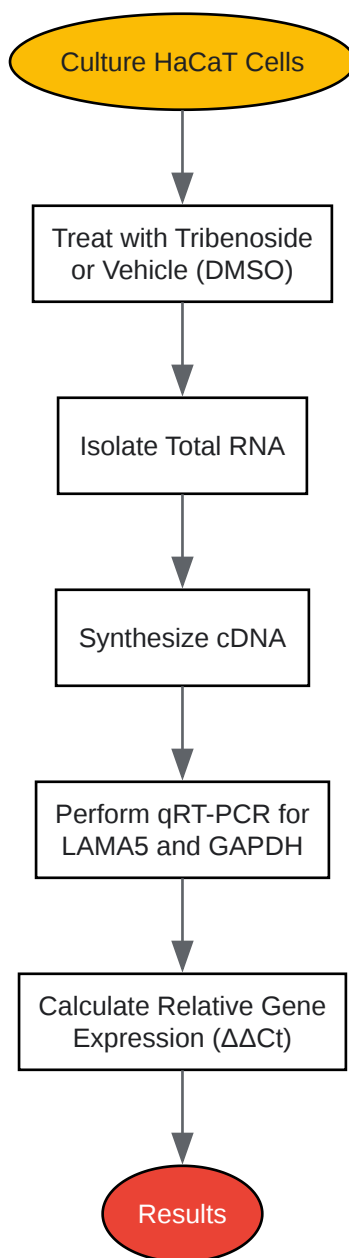 Culture HaCaT Cells
Treat with Tribenoside
or Vehicle (DMSO)
Isolate Total RNA
Synthesize cDNA
Perform qRT-PCR for
LAMA5 and GAPDH
Calculate Relative Gene
Expression (ΔΔCt)
Results